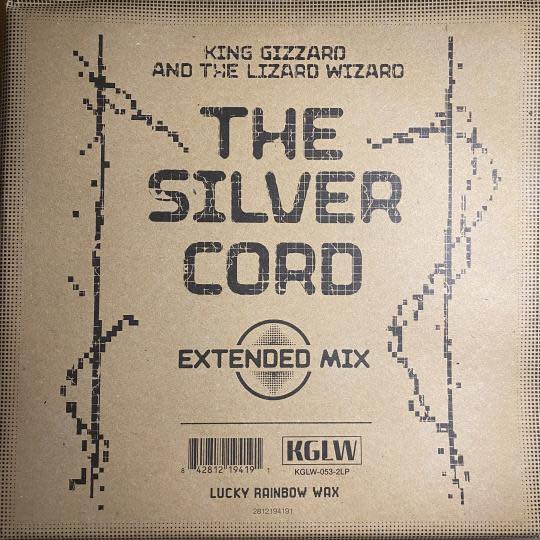 KING GIZZARD
AND THE LIZARD WIZARD
THE
SILVER
CORD
EXTENDED MIX
8 42812 19419 1
KGLW
KGLW-053-2LP
LUCKY RAINBOW WAX
2812194191